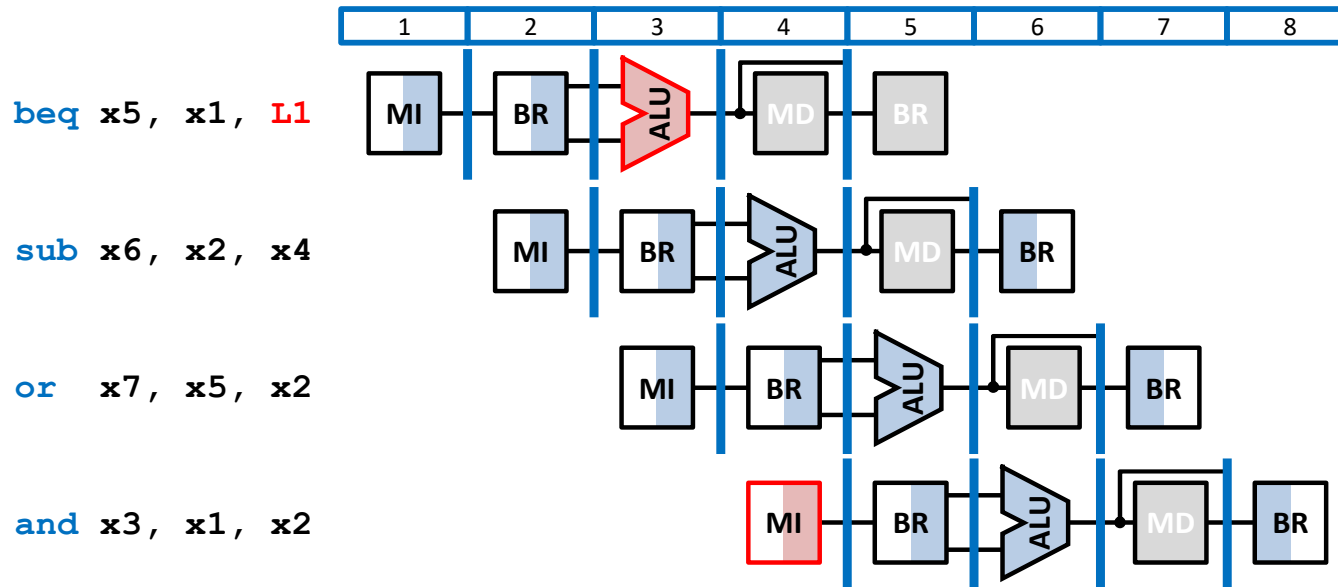 1 2 3 4 5 6 7 8
beq x5, x1, L1 MI BR ALU MD BR
sub x6, x2, x4 MI BR ALU MD BR
or x7, x5, x2 MI BR ALU MD BR
and x3, x1, x2 MI BR ALU MD BR